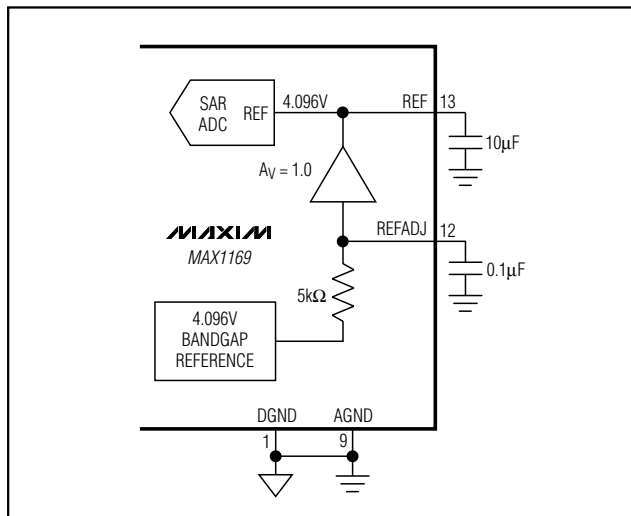 SAR
ADC
REF
4.096V
REF
13
10µF
AV = 1.0
MAXIM
MAX1169
REFADJ
12
0.1µF
5kΩ
4.096V
BANDGAP
REFERENCE
DGND
AGND
1
9